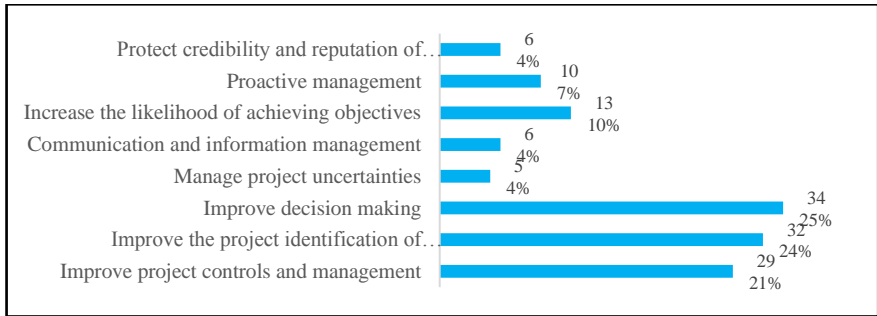 Protect credibility and reputation of…
6
4%
Proactive management
10
7%
Increase the likelihood of achieving objectives
13
10%
Communication and information management
6
4%
Manage project uncertainties
5
4%
Improve decision making
34
25%
Improve the project identification of…
32
24%
Improve project controls and management
29
21%